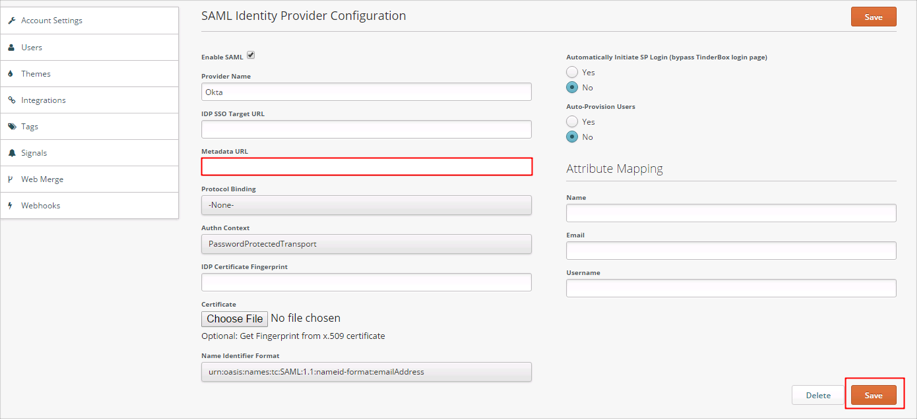 Account Settings
Users
Themes
Integrations
Tags
Signals
Web Merge
Webhooks
SAML Identity Provider Configuration
Save
Enable SAML
Provider Name
Okta
IDP SSO Target URL
Metadata URL
Protocol Binding
-None-
Authn Context
PasswordProtectedTransport
IDP Certificate Fingerprint
Certificate
Choose File No file chosen
Optional: Get Fingerprint from x.509 certificate
Name Identifier Format
urn:oasis:names:tc:SAML:1.1:nameid-format:emailAddress
Automatically Initiate SP Login (bypass TinderBox login page)
Yes
No
Auto-Provision Users
Yes
No
Attribute Mapping
Name
Email
Username
Delete
Save